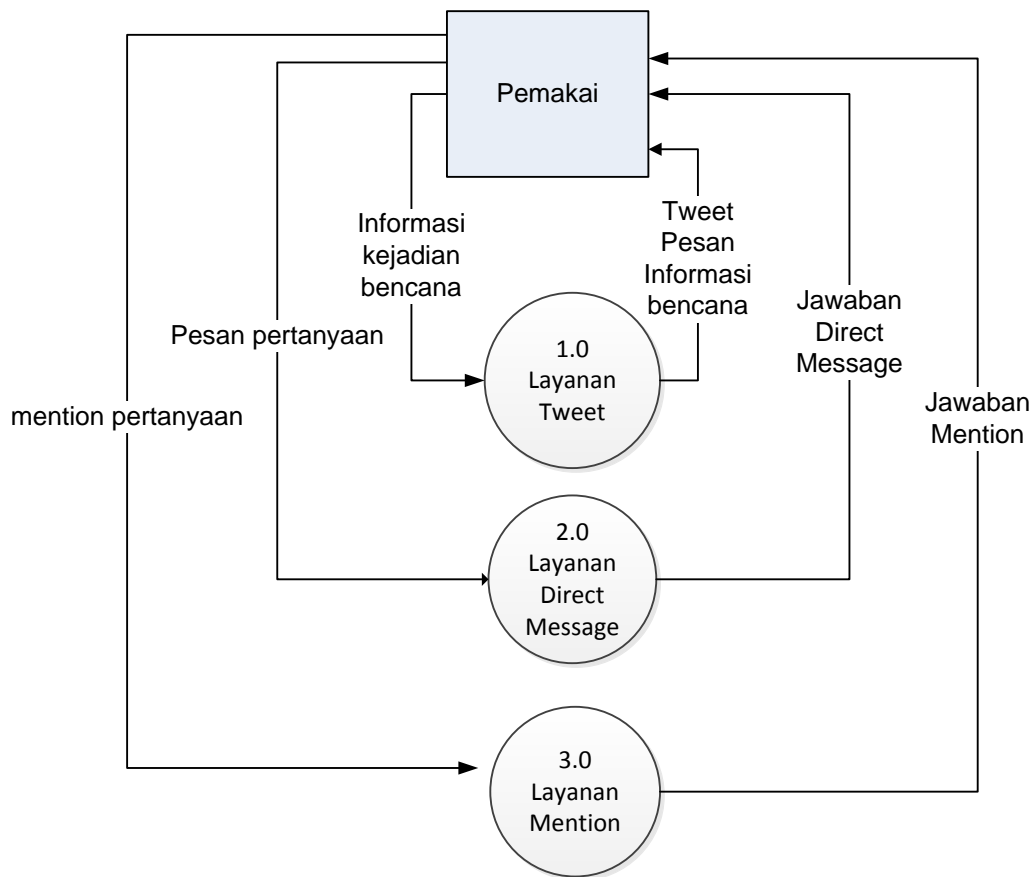 Pemakai
Informasi
kejadian
bencana
Tweet
Pesan
Informasi
bencana
Pesan pertanyaan
Jawaban
Direct
Message
1.0
Layanan
Tweet
mention pertanyaan
Jawaban
Mention
2.0
Layanan
Direct
Message
3.0
Layanan
Mention